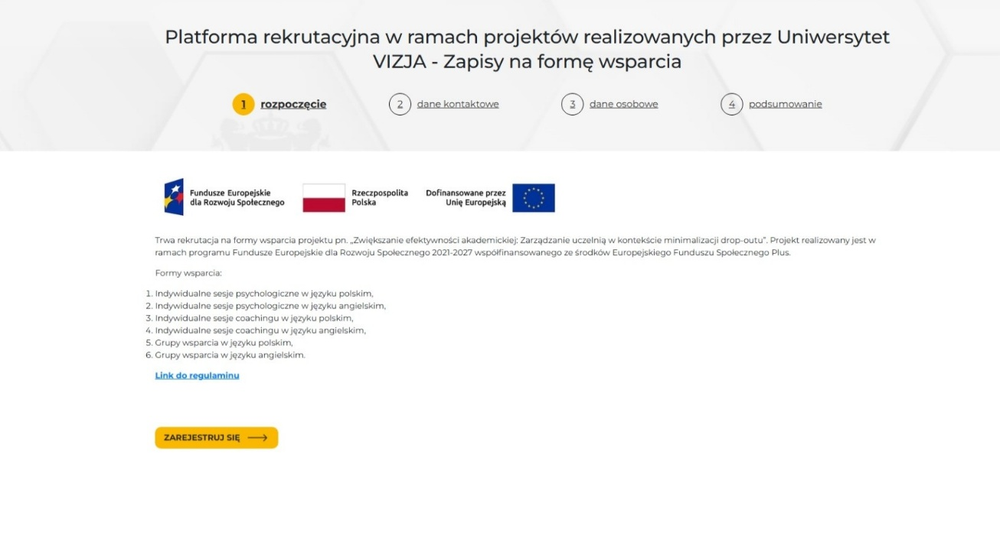 Platforma rekrutacyjna w ramach projektów realizowanych przez Uniwersytet
VIZJA - Zapisy na formę wsparcia
1 rozpoczęcie 2 dane kontaktowe 3 dane osobowe 4 podsumowanie
Fundusze Europejskie
dla Rozwoju Społecznego
Rzeczpospolita
Polska
Dofinansowane przez
Unię Europejską
Trwa rekrutacja na formy wsparcia projektu pn. „Zwiększanie efektywności akademickiej: Zarządzanie uczelnią w kontekście minimalizacji drop-outu”. Projekt realizowany jest w
ramach programu Fundusze Europejskie dla Rozwoju Społecznego 2021-2027 współfinansowanego ze środków Europejskiego Funduszu Społecznego Plus.
Formy wsparcia:
1. Indywidualne sesje psychologiczne w języku polskim,
2. Indywidualne sesje psychologiczne w języku angielskim,
3. Indywidualne sesje coachingu w języku polskim,
4. Indywidualne sesje coachingu w języku angielskim,
5. Grupy wsparcia w języku polskim,
6. Grupy wsparcia w języku angielskim.
Link do regulaminu
ZAREJESTRUJ SIĘ